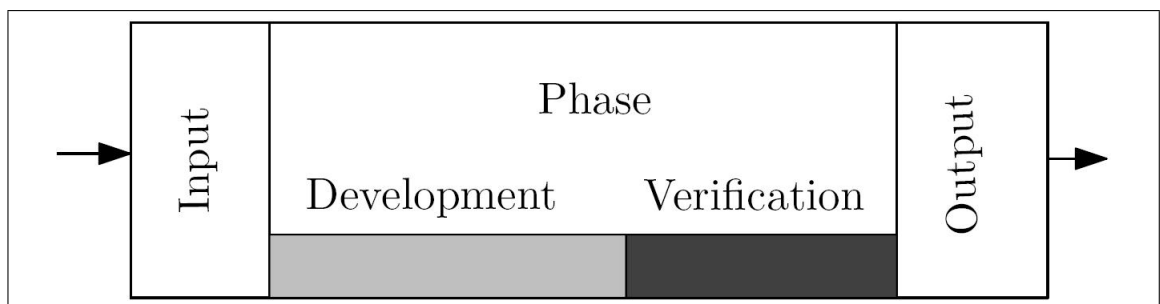 Input
Phase
Development
Verification
Output